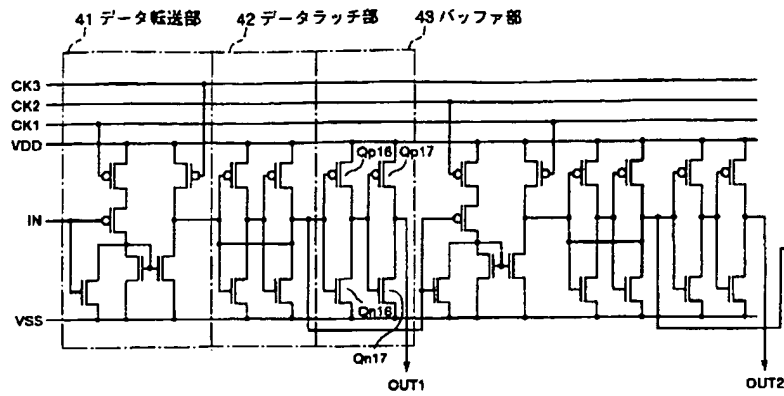 41 データ転送部
42 データラッチ部
43 バッファ部
CK3
CK2
CK1
VDD
Qp16
Qp17
IN
Qn16
VSS
Qn17
OUT1
OUT2